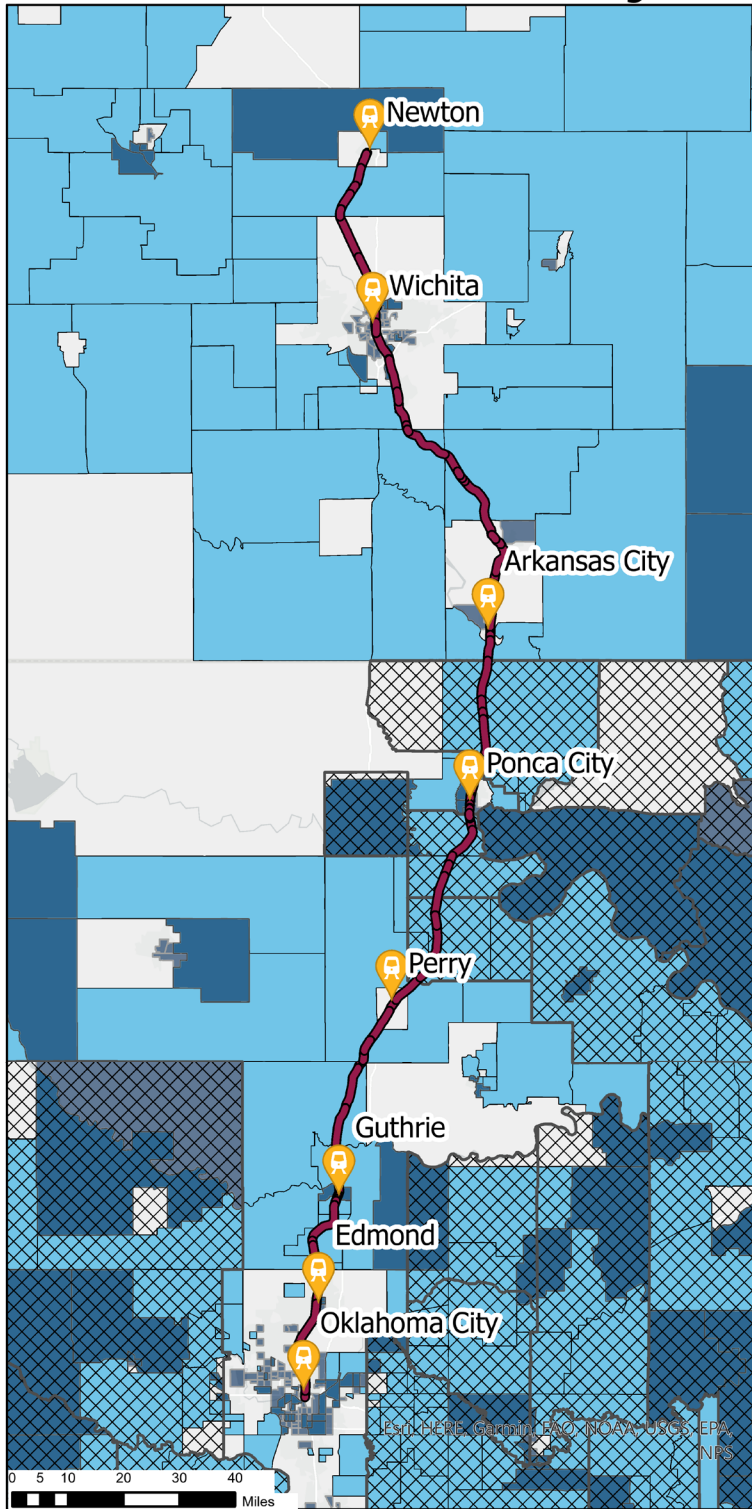 Newton
Wichita
Arkansas City
Ponca City
Perry
Guthrie
Edmond
Oklahoma City
Esri, HERE, Garmin, FAO, NOAA, USGS, EPA,
NPS
0 5 10 20 30 40
Miles